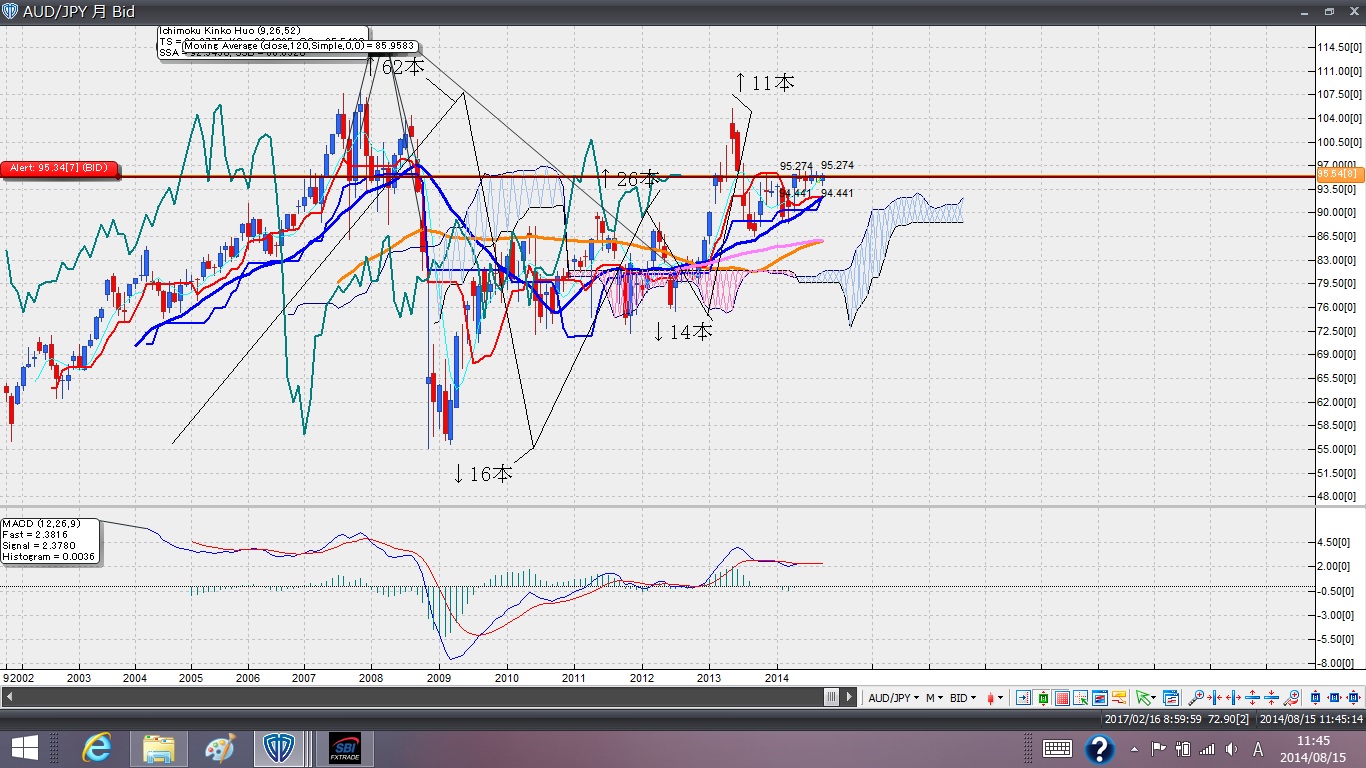 AUD/JPY 月 Bid
Ichimoku Kinko Huo (9,26,52)
Moving Average (close,120,Simple,0,0) = 85.9583
↑62本
↑11本
↑26本
↓14本
↓16本
Alert: 95.34[7] (BID)
95.274 95.274
94.441 94.441
114.50[0]
111.00[0]
107.50[0]
104.00[0]
100.50[0]
97.00[0]
95.54[8]
93.50[0]
90.00[0]
86.50[0]
83.00[0]
79.50[0]
76.00[0]
72.50[0]
69.00[0]
65.50[0]
62.00[0]
58.50[0]
55.00[0]
51.50[0]
48.00[0]
MACD (12,26,9)
Fast = 2.3816
Signal = 2.3780
Histogram = 0.0036
4.50[0]
2.00[0]
-0.50[0]
-3.00[0]
-5.50[0]
-8.00[0]
92002 2003 2004 2005 2006 2007 2008 2009 2010 2011 2012 2013 2014
AUD/JPY M BID
2017/02/16 8:59:59 72.90[2] 2014/08/15 11:45:14
SBI
FXTRADE
A
11:45
2014/08/15